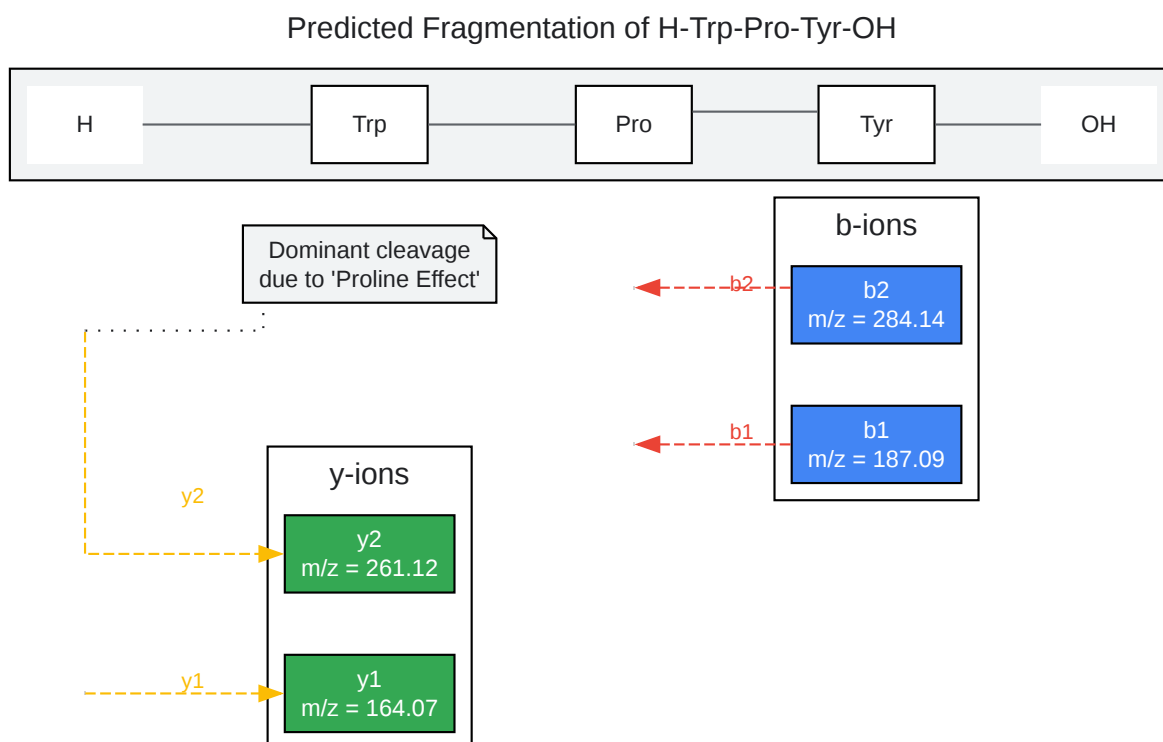 Predicted Fragmentation of H-Trp-Pro-Tyr-OH
H
Trp
Pro
Tyr
OH
Dominant cleavage
due to 'Proline Effect'
b-ions
b2
b2
m/z = 284.14
b1
b1
m/z = 187.09
y-ions
y2
y2
m/z = 261.12
y1
y1
m/z = 164.07